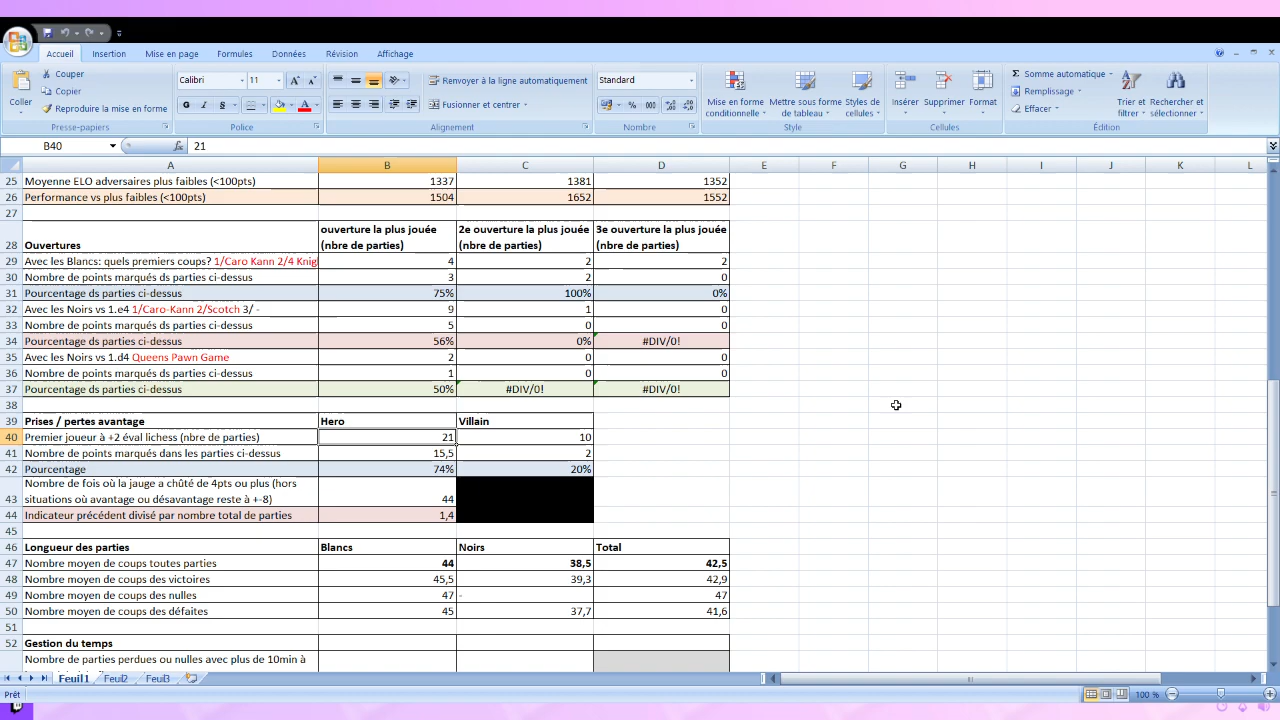 Accueil Insertion Mise en page Formules Données Révision Affichage
Coller
Couper
Copier
Reproduire la mise en forme
Presse-papiers
Calibri 11
G I S A
Police
Renvoyer à la ligne automatiquement
Fusionner et centrer
Alignement
Standard
% 000
Nombre
Mise en forme conditionnelle
Mettre sous forme de tableau
Styles de cellules
Style
Insérer
Supprimer
Format
Cellules
Σ Somme automatique
Remplissage
Effacer
Trier et filtrer
Rechercher et sélectionner
Édition
B40 fx 21
A B C D E F G H I J K L
25 Moyenne ELO adversaires plus faibles (<100pts) 1337 1381 1352
26 Performance vs plus faibles (<100pts) 1504 1652 1552
27
28 Ouvertures ouverture la plus jouée (nbre de parties) 2e ouverture la plus jouée (nbre de parties) 3e ouverture la plus jouée (nbre de parties)
29 Avec les Blancs: quels premiers coups? 1/Caro Kann 2/4 Knig 4 2 2
30 Nombre de points marqués ds parties ci-dessus 3 2 0
31 Pourcentage ds parties ci-dessus 75% 100% 0%
32 Avec les Noirs vs 1.e4 1/Caro-Kann 2/Scotch 3/ - 9 1 0
33 Nombre de points marqués ds parties ci-dessus 5 0 0
34 Pourcentage ds parties ci-dessus 56% 0% #DIV/0!
35 Avec les Noirs vs 1.d4 Queens Pawn Game 2 0 0
36 Nombre de points marqués ds parties ci-dessus 1 0 0
37 Pourcentage ds parties ci-dessus 50% #DIV/0! #DIV/0!
38
39 Prises / pertes avantage Hero Villain
40 Premier joueur à +2 éval lichess (nbre de parties) 21 10
41 Nombre de points marqués dans les parties ci-dessus 15,5 2
42 Pourcentage 74% 20%
43 Nombre de fois où la jauge a chûté de 4pts ou plus (hors situations où avantage ou désavantage reste à +-8) 44
44 Indicateur précédent divisé par nombre total de parties 1,4
45
46 Longueur des parties Blancs Noirs Total
47 Nombre moyen de coups toutes parties 44 38,5 42,5
48 Nombre moyen de coups des victoires 45,5 39,3 42,9
49 Nombre moyen de coups des nulles 47 - 47
50 Nombre moyen de coups des défaites 45 37,7 41,6
51
52 Gestion du temps
Nombre de parties perdues ou nulles avec plus de 10min à
Feuil1 Feuil2 Feuil3
Prêt 100 %